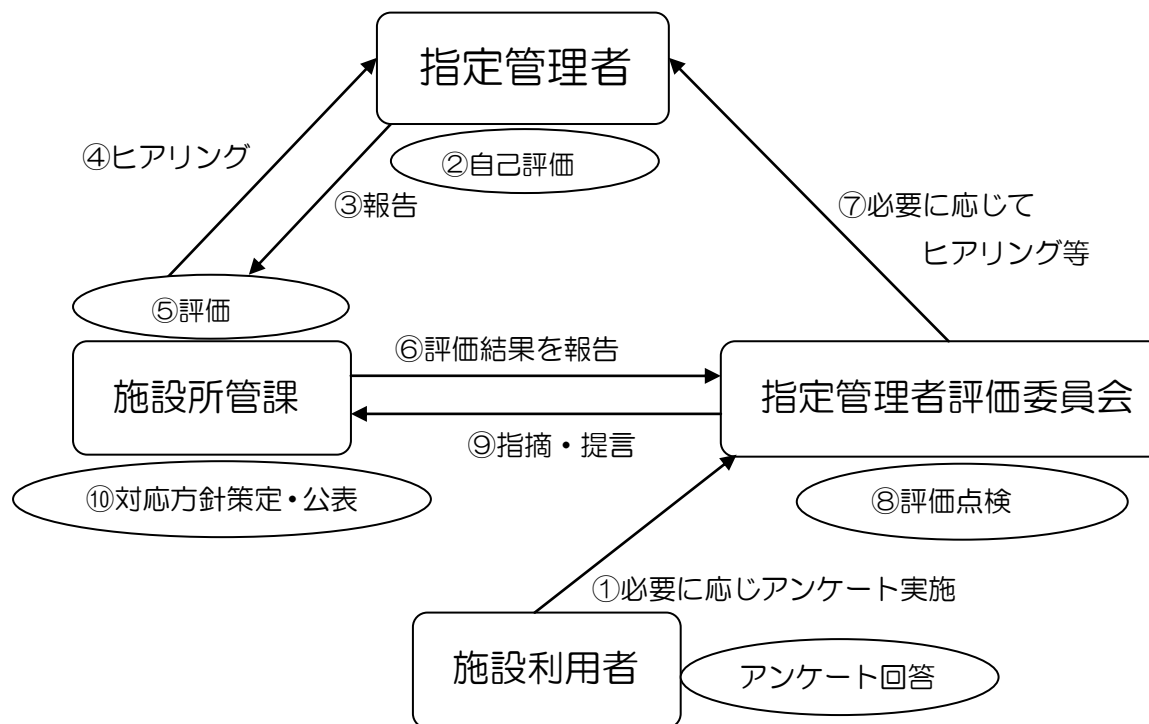 指定管理者
④ヒアリング
②自己評価
③報告
⑦必要に応じて
ヒアリング等
⑤評価
⑥評価結果を報告
施設所管課
指定管理者評価委員会
⑨指摘・提言
⑩対応方針策定・公表
⑧評価点検
①必要に応じアンケート実施
施設利用者
アンケート回答